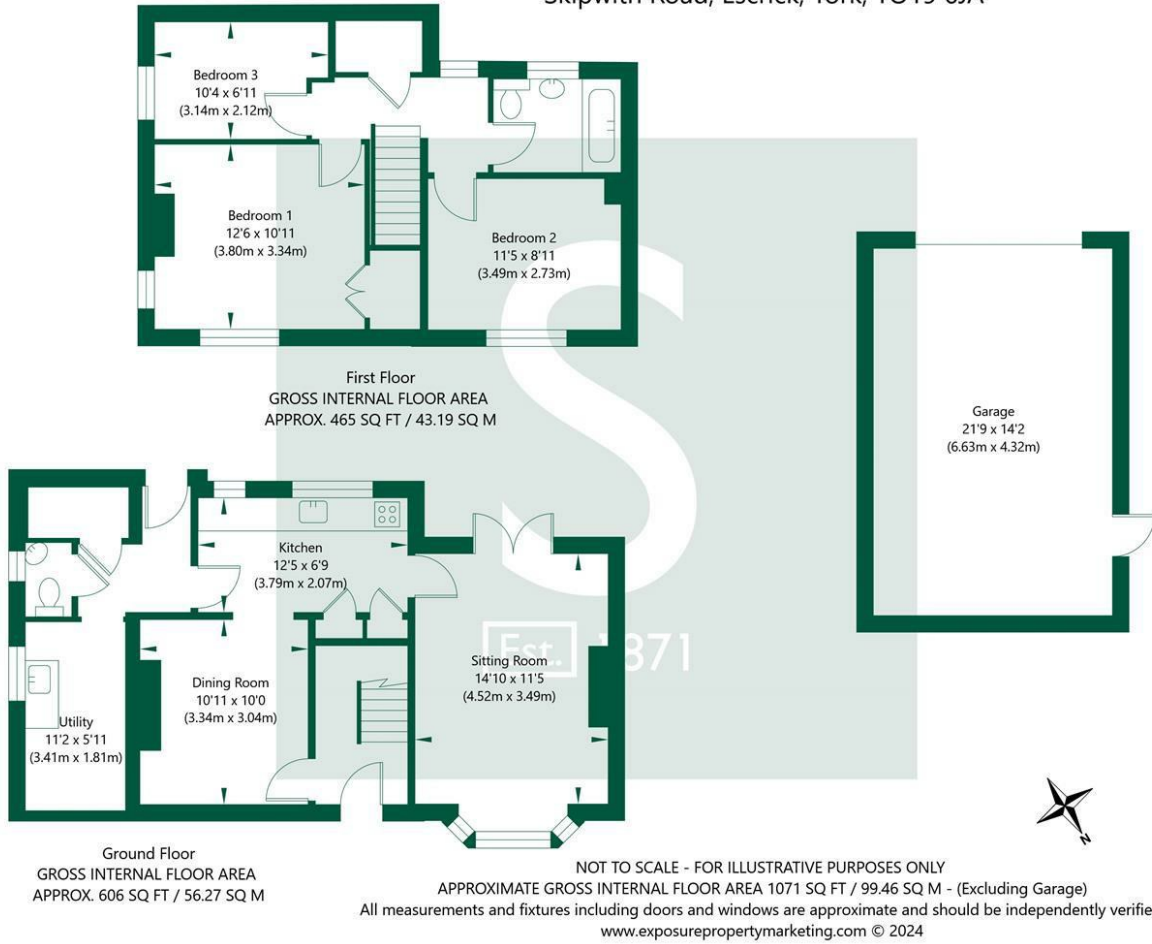 Skipwith Road, Escrick, York, YO19 6JA
Bedroom 3
10'4 x 6'11
(3.14m x 2.12m)
Bedroom 1
12'6 x 10'11
(3.80m x 3.34m)
Bedroom 2
11'5 x 8'11
(3.49m x 2.73m)
First Floor
GROSS INTERNAL FLOOR AREA
APPROX. 465 SQ FT / 43.19 SQ M
Garage
21'9 x 14'2
(6.63m x 4.32m)
S
Est. 1871
Kitchen
12'5 x 6'9
(3.79m x 2.07m)
Sitting Room
14'10 x 11'5
(4.52m x 3.49m)
Dining Room
10'11 x 10'0
(3.34m x 3.04m)
Utility
11'2 x 5'11
(3.41m x 1.81m)
N
Ground Floor
GROSS INTERNAL FLOOR AREA
APPROX. 606 SQ FT / 56.27 SQ M
NOT TO SCALE - FOR ILLUSTRATIVE PURPOSES ONLY
APPROXIMATE GROSS INTERNAL FLOOR AREA 1071 SQ FT / 99.46 SQ M - (Excluding Garage)
All measurements and fixtures including doors and windows are approximate and should be independently verifie
www.exposurepropertymarketing.com © 2024